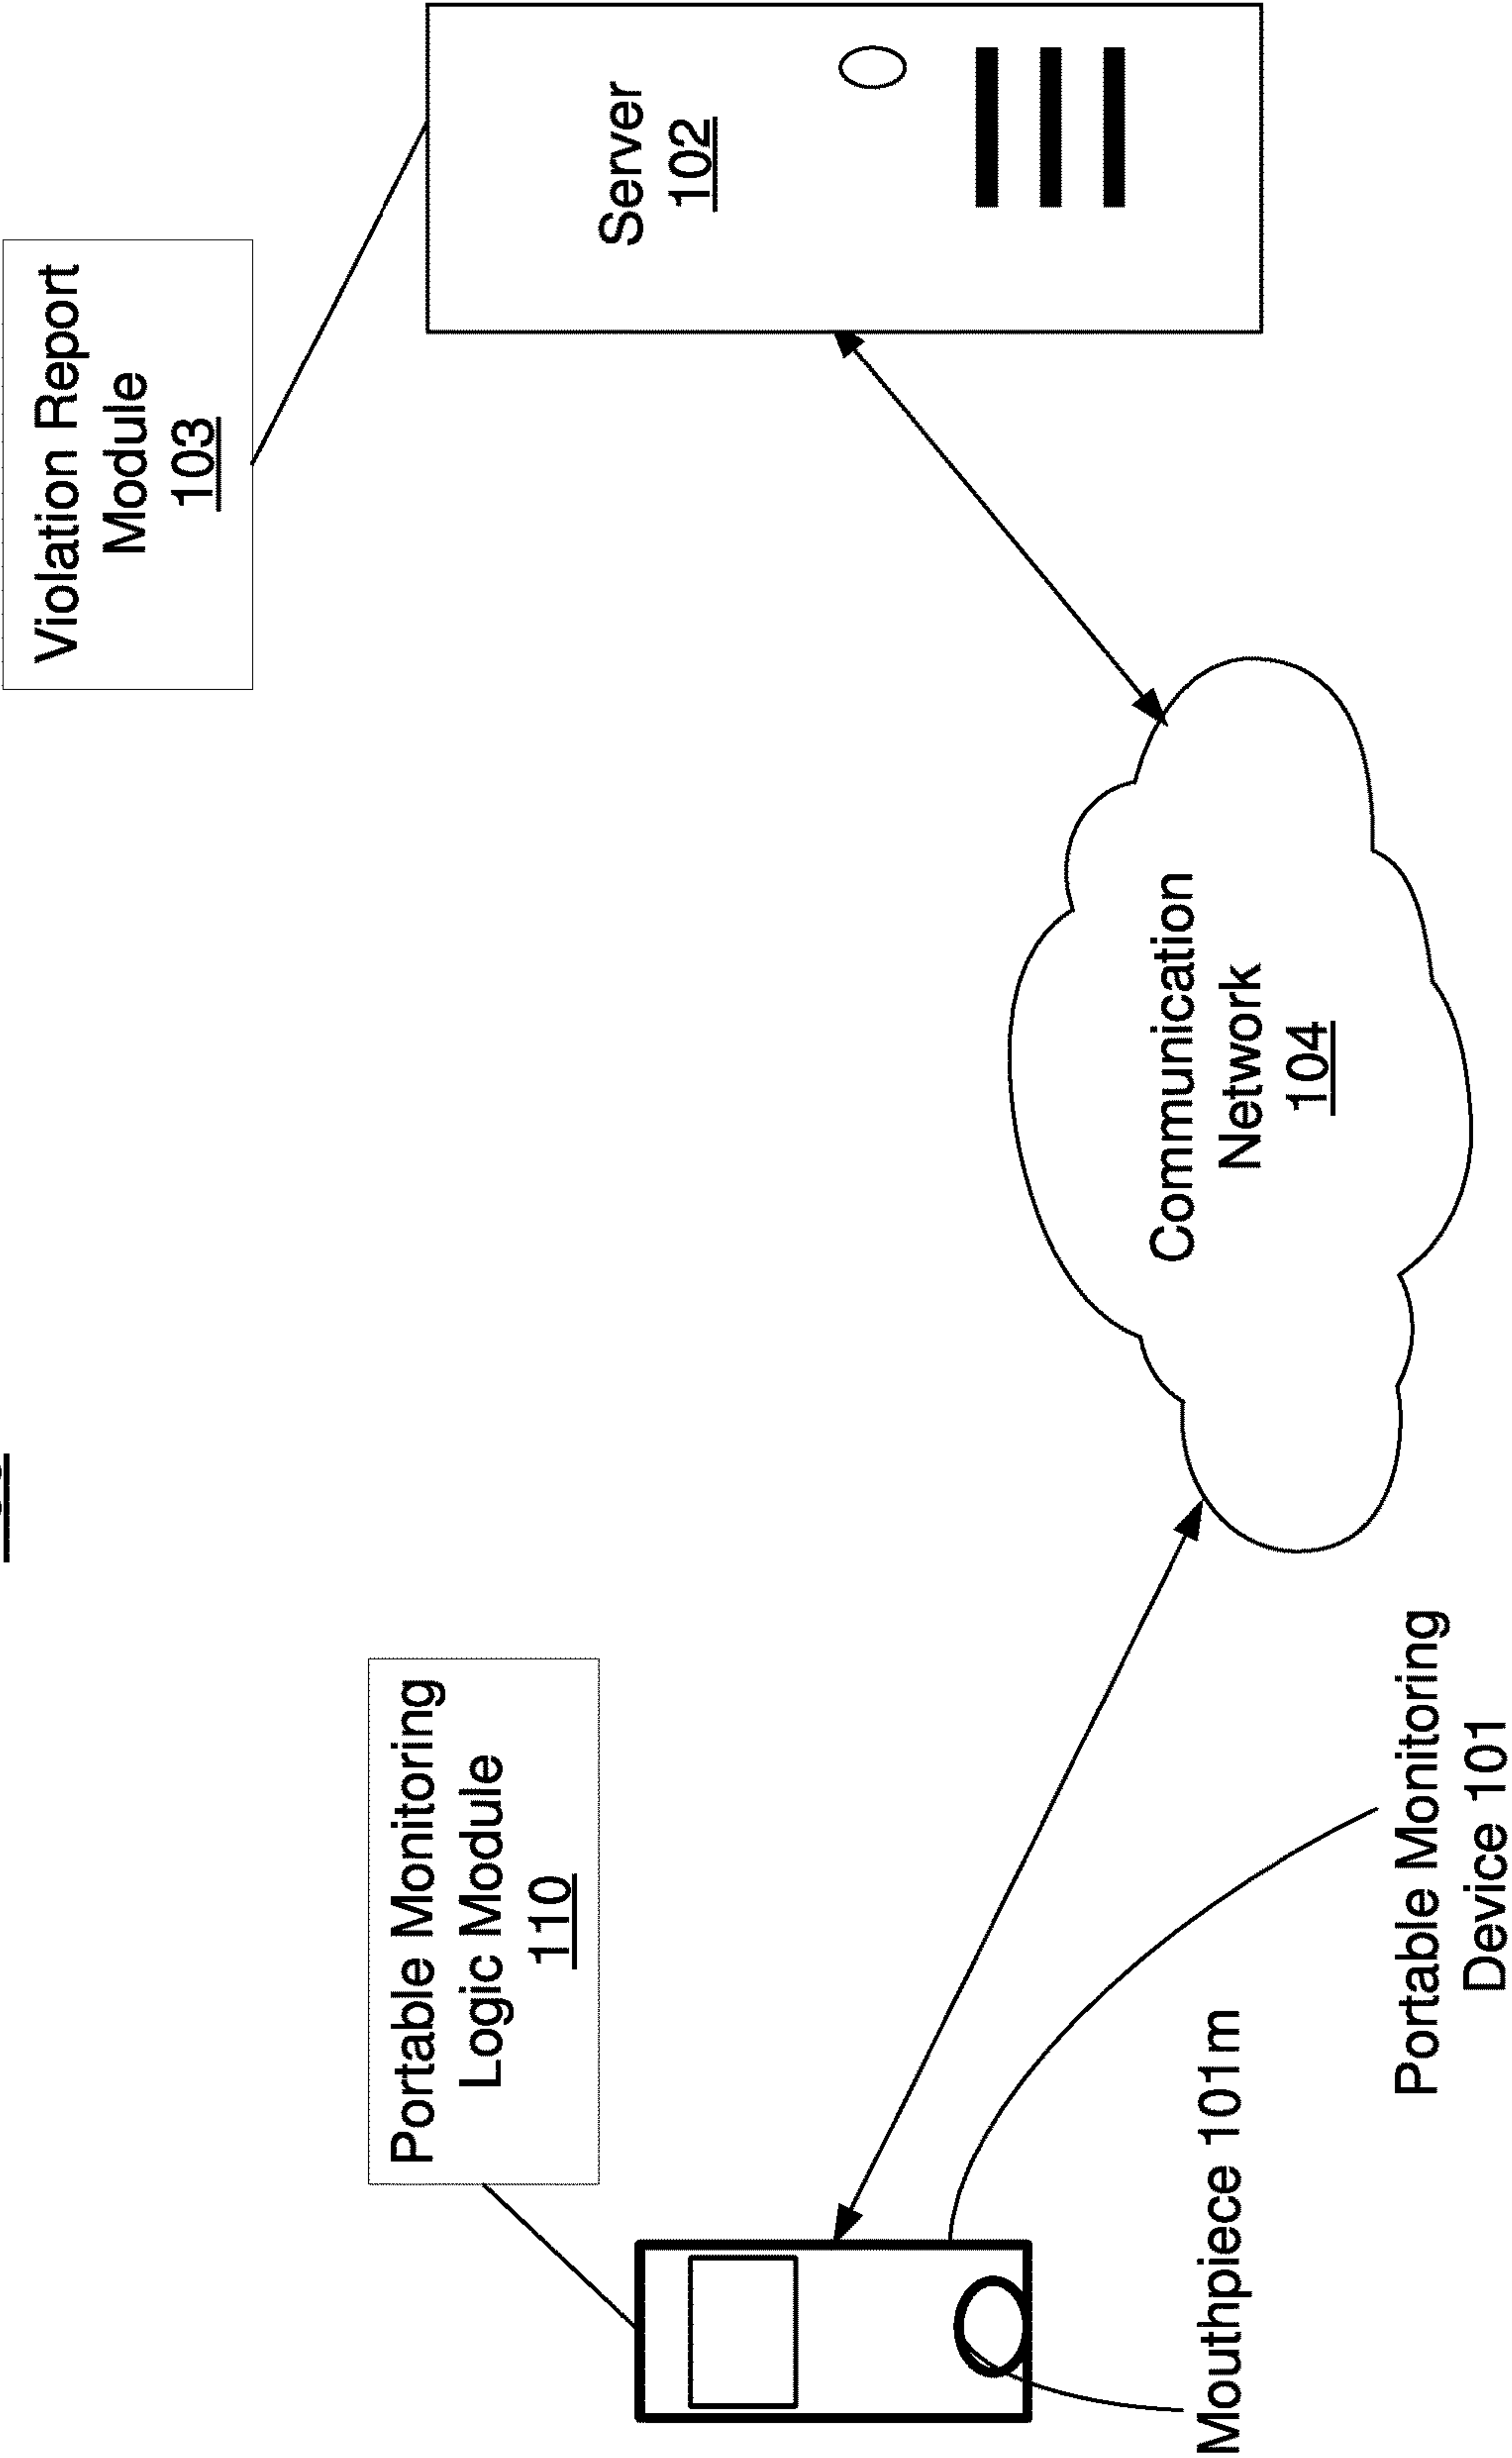 Violation Report
Module
103
Server
102
Communication
Network
104
Portable Monitoring
Logic Module
110
Mouthpiece 101m
Portable Monitoring
Device 101